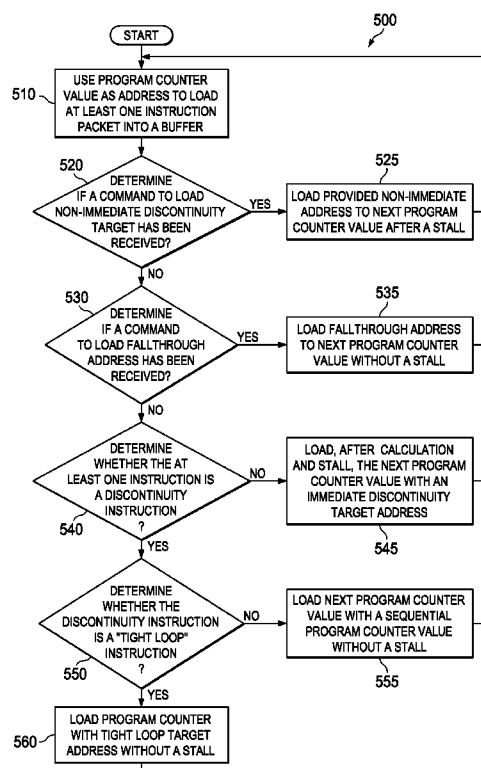 START
500
510
USE PROGRAM COUNTER
VALUE AS ADDRESS TO LOAD
AT LEAST ONE INSTRUCTION
PACKET INTO A BUFFER
520
DETERMINE
IF A COMMAND TO LOAD
NON-IMMEDIATE DISCONTINUITY
TARGET HAS BEEN
RECEIVED?
YES
525
LOAD PROVIDED NON-IMMEDIATE
ADDRESS TO NEXT PROGRAM
COUNTER VALUE AFTER A STALL
NO
530
DETERMINE
IF A COMMAND
TO LOAD FALLTHROUGH
ADDRESS HAS BEEN
RECEIVED?
YES
535
LOAD FALLTHROUGH ADDRESS
TO NEXT PROGRAM COUNTER
VALUE WITHOUT A STALL
NO
DETERMINE
WHETHER THE AT
LEAST ONE INSTRUCTION IS
A DISCONTINUITY
INSTRUCTION
?
540
NO
LOAD, AFTER CALCULATION
AND STALL, THE NEXT PROGRAM
COUNTER VALUE WITH AN
IMMEDIATE DISCONTINUITY
TARGET ADDRESS
545
YES
DETERMINE
WHETHER THE
DISCONTINUITY INSTRUCTION
IS A "TIGHT LOOP"
INSTRUCTION
?
550
NO
LOAD NEXT PROGRAM COUNTER
VALUE WITH A SEQUENTIAL
PROGRAM COUNTER VALUE
WITHOUT A STALL
555
YES
560
LOAD PROGRAM COUNTER
WITH TIGHT LOOP TARGET
ADDRESS WITHOUT A STALL